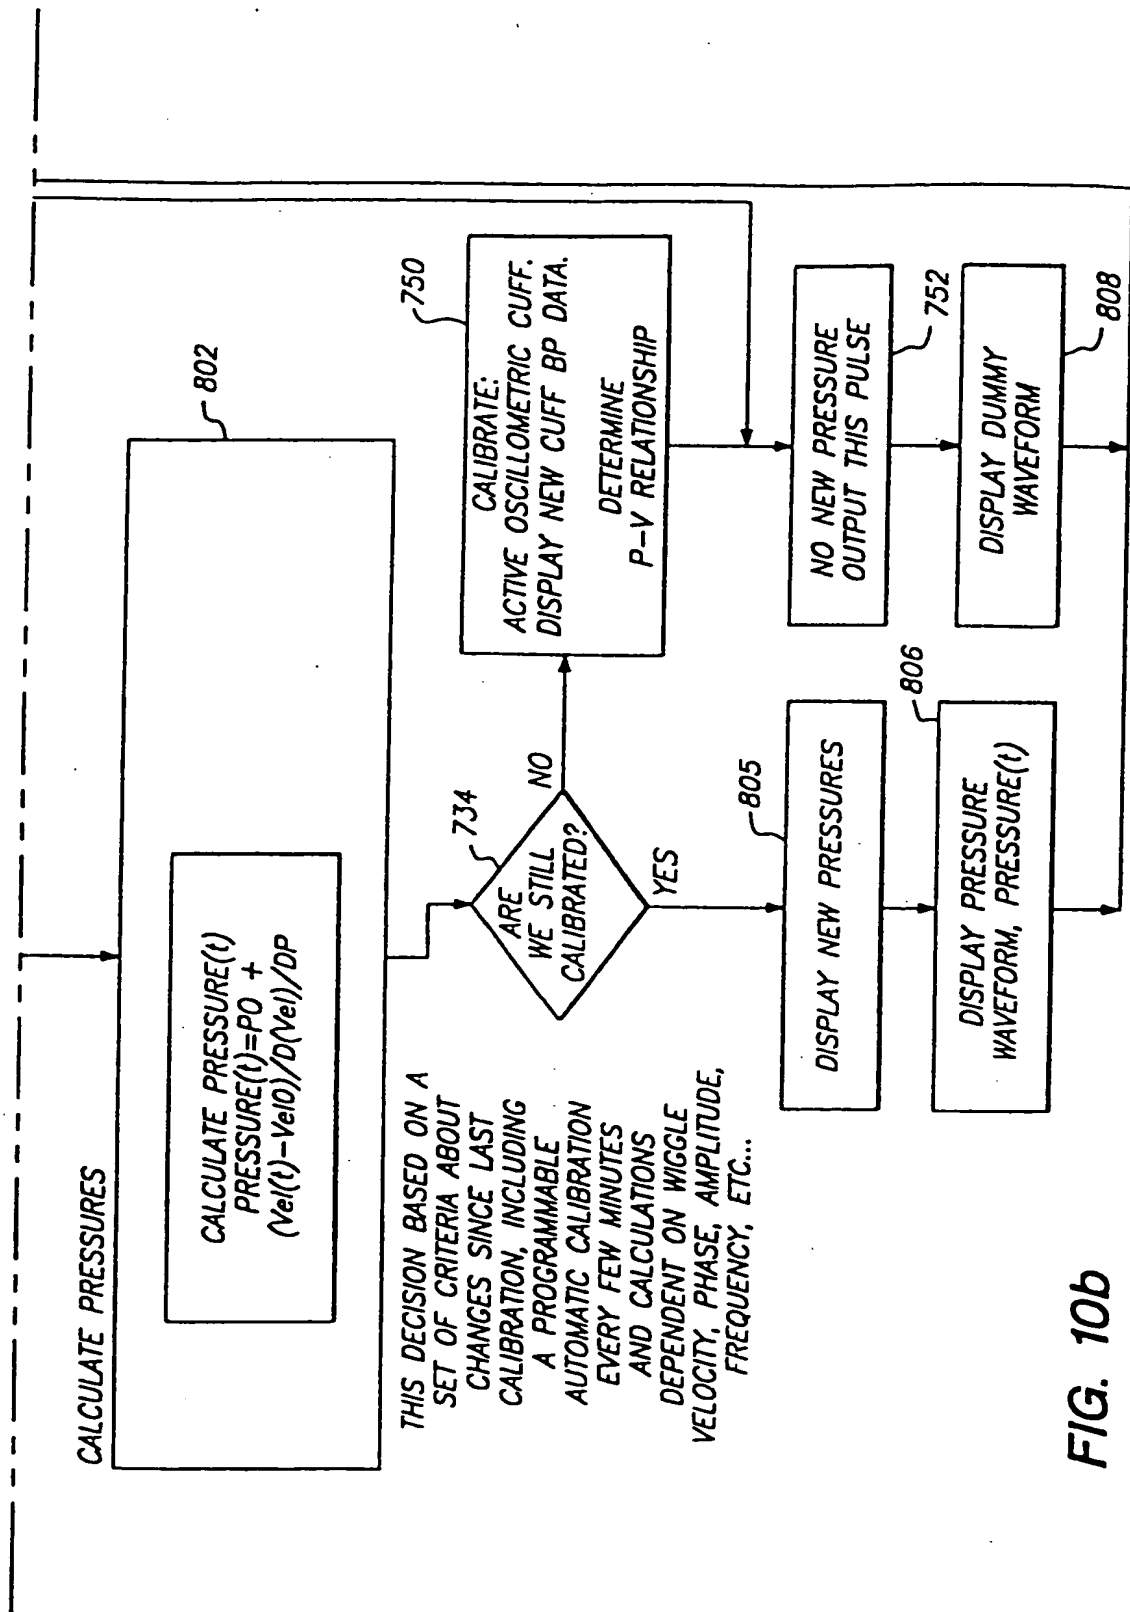 CALCULATE PRESSURES
802
CALCULATE PRESSURE(t)
PRESSURE(t)=PO +
(Vel(t)-Vel0)/D(Vel)/DP
THIS DECISION BASED ON A
SET OF CRITERIA ABOUT
CHANGES SINCE LAST
CALIBRATION, INCLUDING
A PROGRAMMABLE
AUTOMATIC CALIBRATION
EVERY FEW MINUTES
AND CALCULATIONS
DEPENDENT ON WIGGLE
VELOCITY, PHASE, AMPLITUDE,
FREQUENCY, ETC...
734
ARE
WE STILL
CALIBRATED?
NO
YES
750
CALIBRATE:
ACTIVE OSCILLOMETRIC CUFF.
DISPLAY NEW CUFF BP DATA.
DETERMINE
P-V RELATIONSHIP
805
DISPLAY NEW PRESSURES
NO NEW PRESSURE
OUTPUT THIS PULSE
752
806
DISPLAY PRESSURE
WAVEFORM, PRESSURE(t)
DISPLAY DUMMY
WAVEFORM
808
FIG. 10b